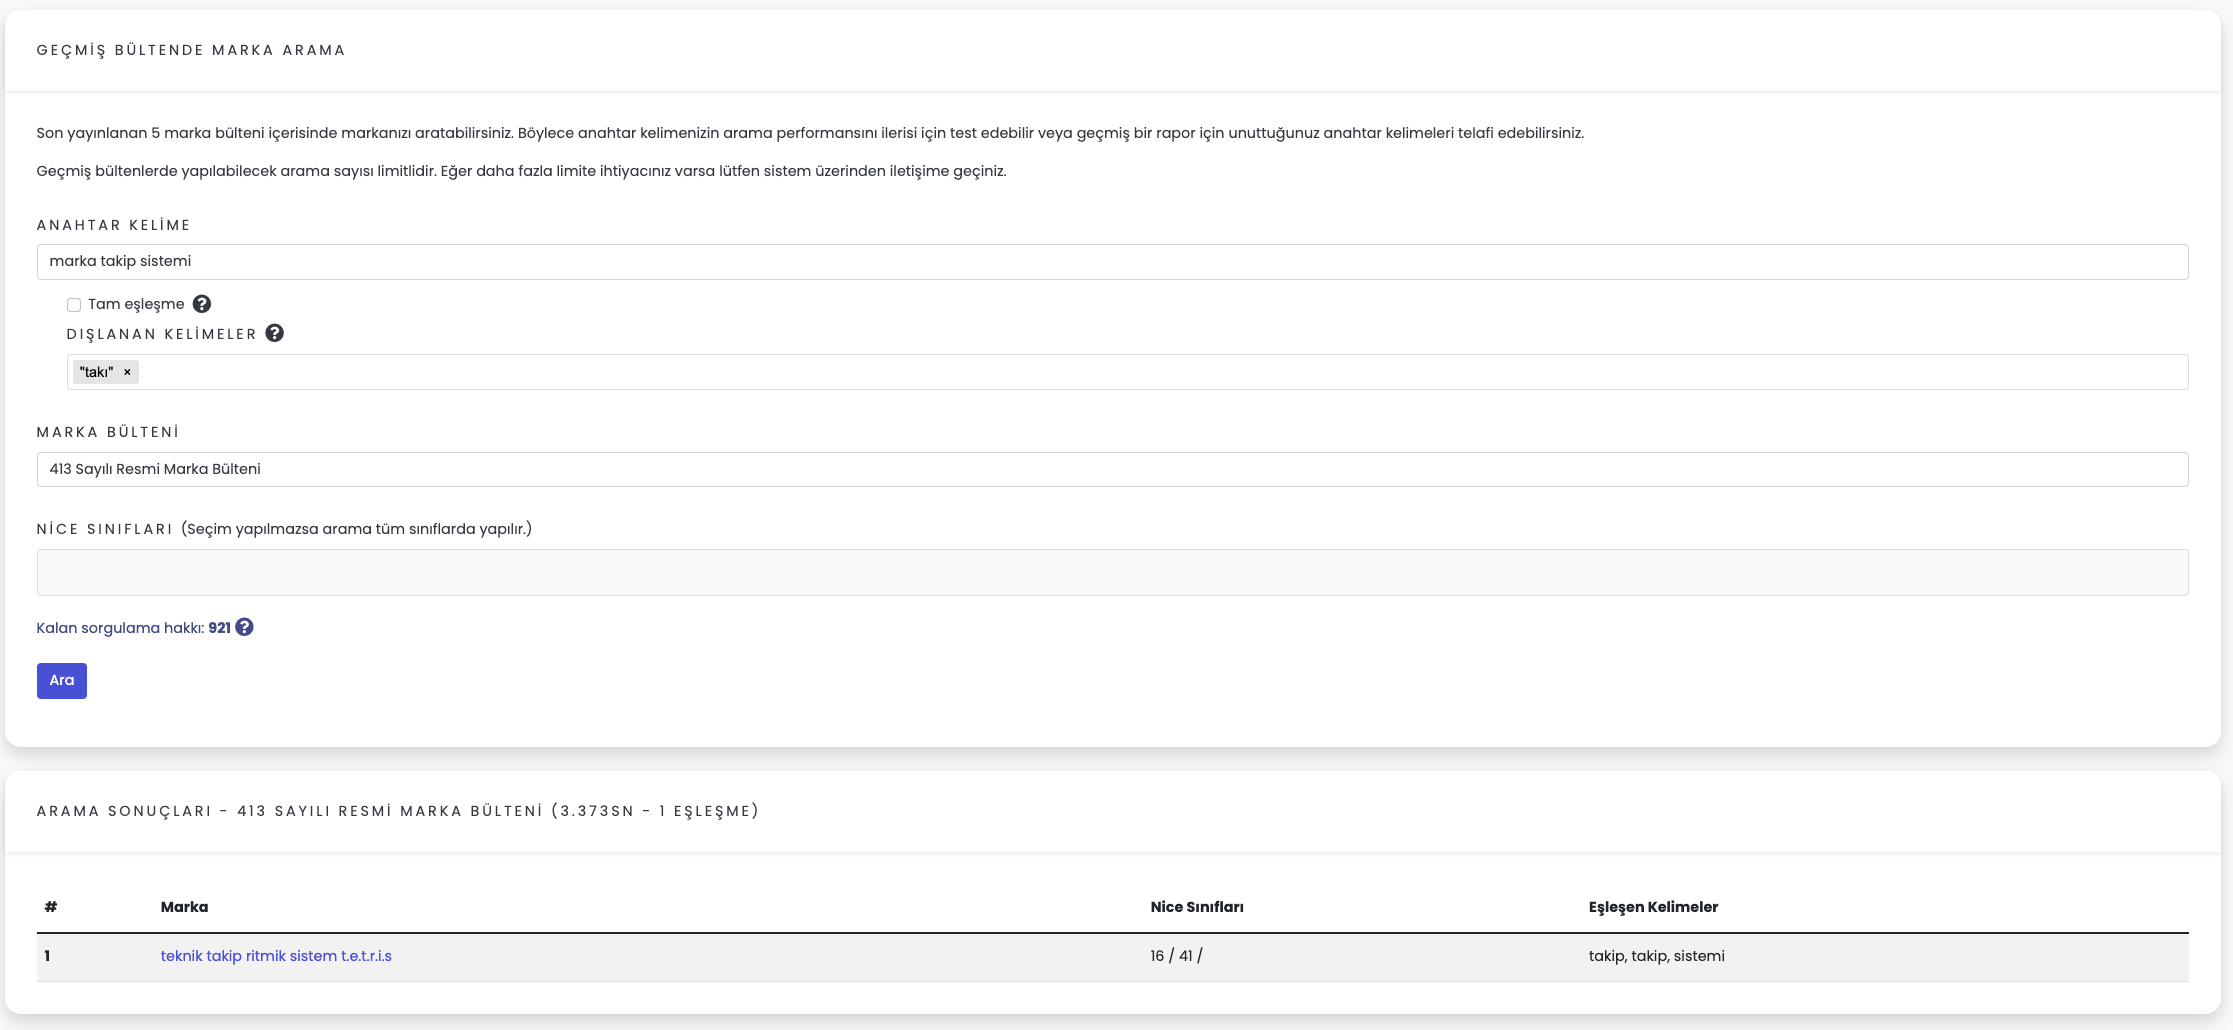 GEÇMİŞ BÜLTENDE MARKA ARAMA
Son yayınlanan 5 marka bülteni içerisinde markanızı aratabilirsiniz. Böylece anahtar kelimenizin arama performansını ilerisi için test edebilir veya geçmiş bir rapor için unuttuğunuz anahtar kelimeleri telafi edebilirsiniz.
Geçmiş bültenlerde yapılabilecek arama sayısı limitlidir. Eğer daha fazla limite ihtiyacınız varsa lütfen sistem üzerinden iletişime geçiniz.
ANAHTAR KELİME
marka takip sistemi
Tam eşleşme ?
DIŞLANAN KELİMELER ?
"takı" ×
MARKA BÜLTENİ
413 Sayılı Resmi Marka Bülteni
NİCE SINIFLARI (Seçim yapılmazsa arama tüm sınıflarda yapılır.)
Kalan sorgulama hakkı: 921 ?
Ara
ARAMA SONUÇLARI - 413 SAYILI RESMİ MARKA BÜLTENİ (3.373SN - 1 EŞLEŞME)
# Marka Nice Sınıfları Eşleşen Kelimeler
1 teknik takip ritmik sistem t.e.t.r.i.s 16 / 41 / takip, takip, sistemi